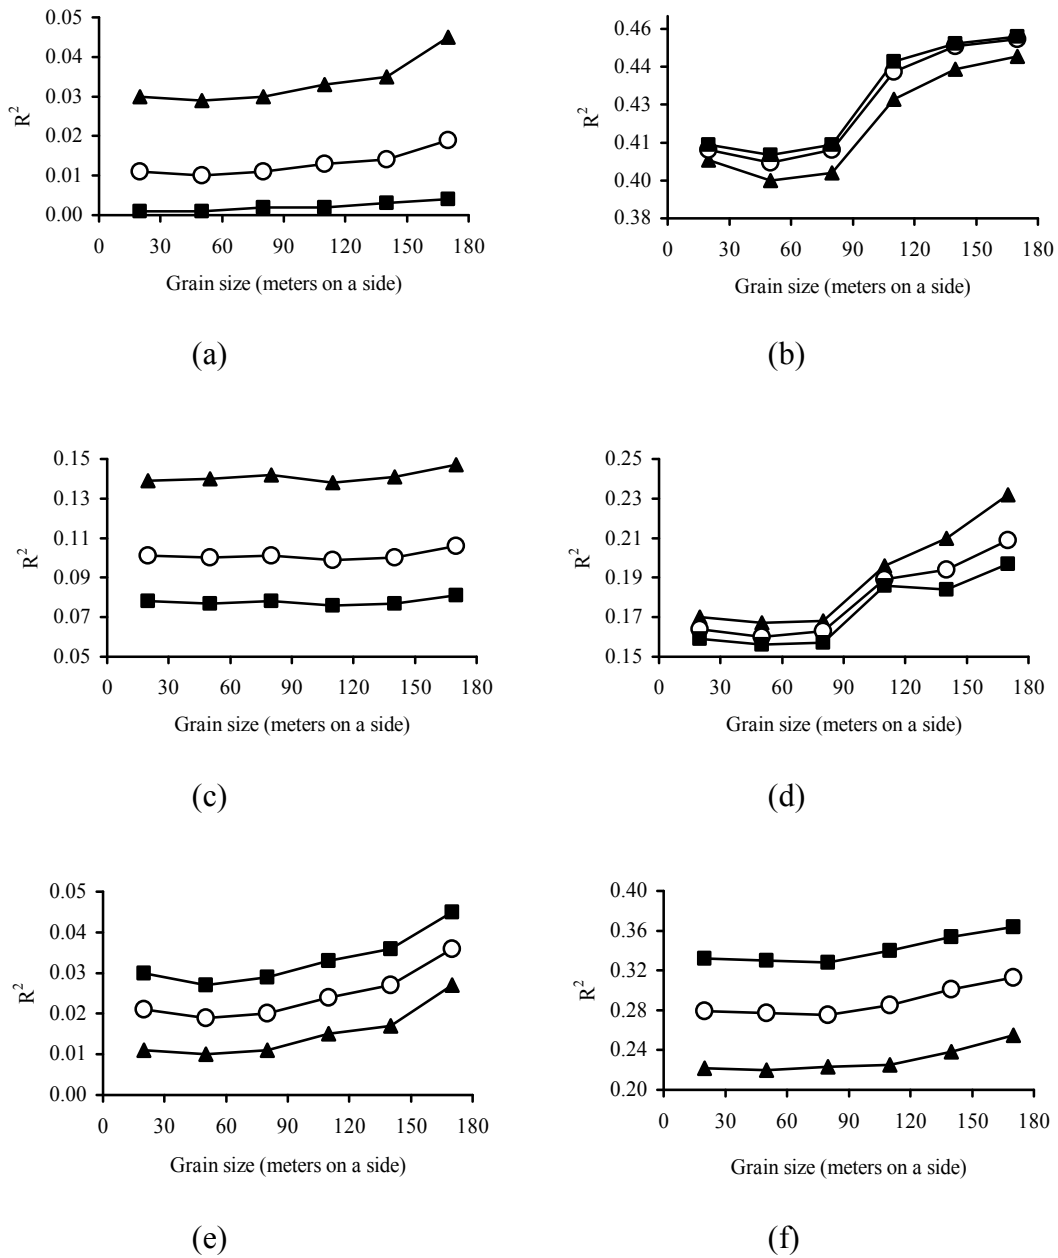 0.05
0.04
0.03
0.02
0.01
0.00
R2
0 30 60 90 120 150 180
Grain size (meters on a side)
(a)
0.46
0.44
0.43
0.41
0.40
0.38
R2
0 30 60 90 120 150 180
Grain size (meters on a side)
(b)
0.15
0.13
0.11
0.09
0.07
0.05
R2
0 30 60 90 120 150 180
Grain size (meters on a side)
(c)
0.25
0.23
0.21
0.19
0.17
0.15
R2
0 30 60 90 120 150 180
Grain size (meters on a side)
(d)
0.05
0.04
0.03
0.02
0.01
0.00
R2
0 30 60 90 120 150 180
Grain size (meters on a side)
(e)
0.40
0.36
0.32
0.28
0.24
0.20
R2
0 30 60 90 120 150 180
Grain size (meters on a side)
(f)